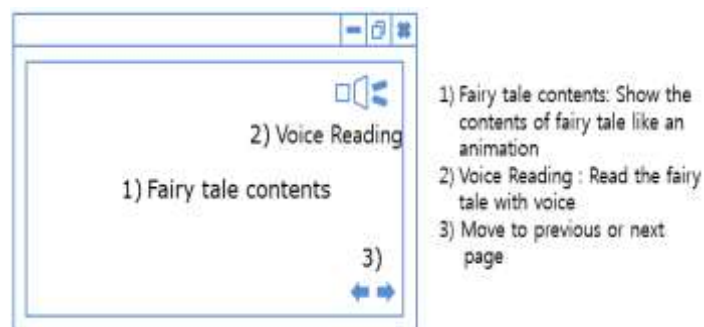 2) Voice Reading
1) Fairy tale contents
3)
1) Fairy tale contents: Show the
contents of fairy tale like an
animation
2) Voice Reading : Read the fairy
tale with voice
3) Move to previous or next
page